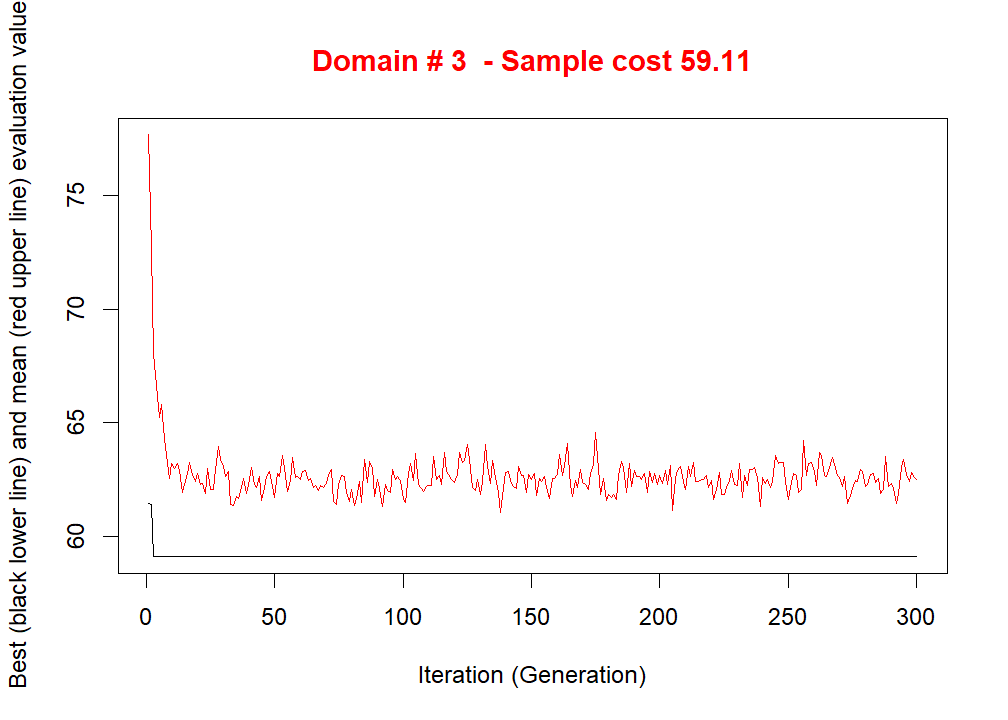 Domain # 3  - Sample cost 59.11
Best (black lower line) and mean (red upper line) evaluation value
75
70
65
60
0 50 100 150 200 250 300
Iteration (Generation)